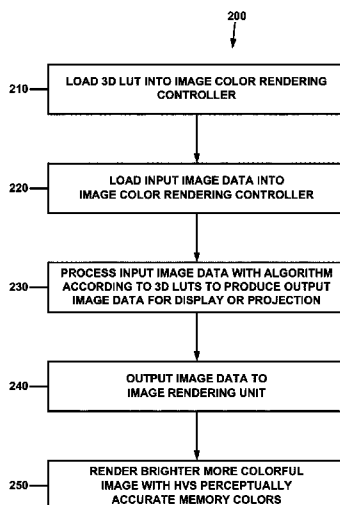 200
210
LOAD 3D LUT INTO IMAGE COLOR RENDERING
CONTROLLER
220
LOAD INPUT IMAGE DATA INTO
IMAGE COLOR RENDERING CONTROLLER
230
PROCESS INPUT IMAGE DATA WITH ALGORITHM
ACCORDING TO 3D LUTS TO PRODUCE OUTPUT
IMAGE DATA FOR DISPLAY OR PROJECTION
240
OUTPUT IMAGE DATA TO
IMAGE RENDERING UNIT
250
RENDER BRIGHTER MORE COLORFUL
IMAGE WITH HVS PERCEPTUALLY
ACCURATE MEMORY COLORS